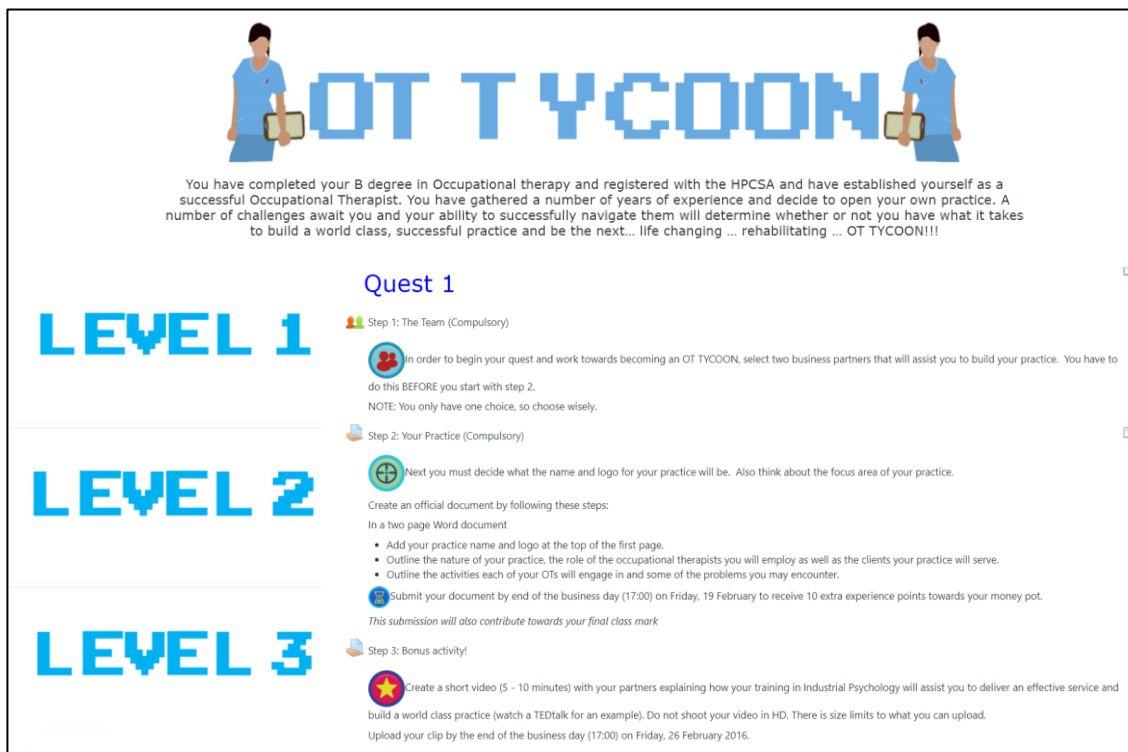 OT TYCOON
You have completed your B degree in Occupational therapy and registered with the HPCSA and have established yourself as a
successful Occupational Therapist. You have gathered a number of years of experience and decide to open your own practice. A
number of challenges await you and your ability to successfully navigate them will determine whether or not you have what it takes
to build a world class, successful practice and be the next... life changing ... rehabilitating ... OT TYCOON!!!
LEVEL 1
LEVEL 2
LEVEL 3
Quest 1
Step 1: The Team (Compulsory)
In order to begin your quest and work towards becoming an OT TYCOON, select two business partners that will assist you to build your practice. You have to
do this BEFORE you start with step 2.
NOTE: You only have one choice, so choose wisely.
Step 2: Your Practice (Compulsory)
Next you must decide what the name and logo for your practice will be. Also think about the focus area of your practice.
Create an official document by following these steps:
In a two page Word document
• Add your practice name and logo at the top of the first page.
• Outline the nature of your practice, the role of the occupational therapists you will employ as well as the clients your practice will serve.
• Outline the activities each of your OTs will engage in and some of the problems you may encounter.
Submit your document by end of the business day (17:00) on Friday, 19 February to receive 10 extra experience points towards your money pot.
This submission will also contribute towards your final class mark
Step 3: Bonus activity!
Create a short video (5 - 10 minutes) with your partners explaining how your training in Industrial Psychology will assist you to deliver an effective service and
build a world class practice (watch a TEDtalk for an example). Do not shoot your video in HD. There is size limits to what you can upload.
Upload your clip by the end of the business day (17:00) on Friday, 26 February 2016.